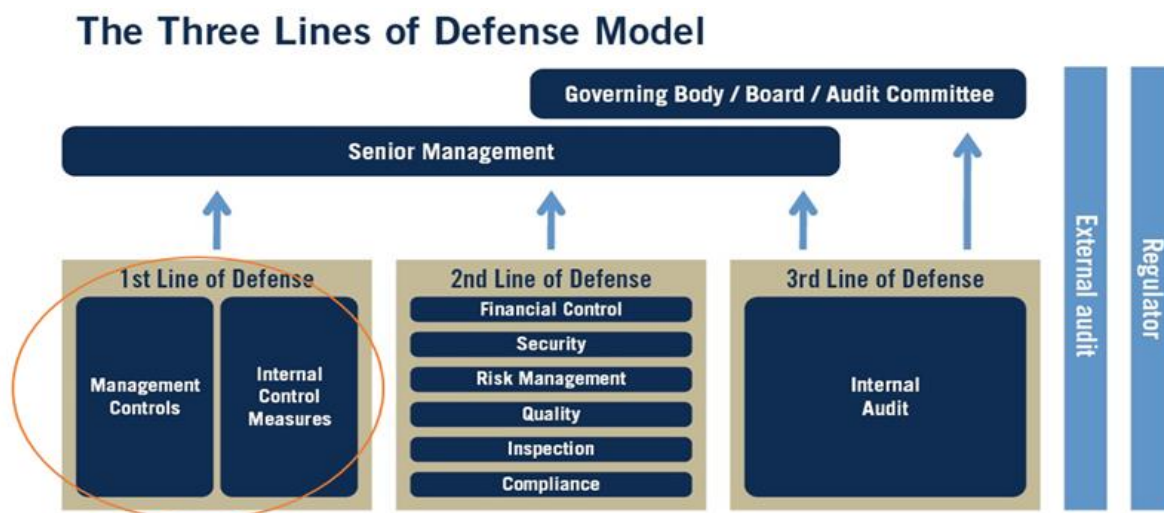 The Three Lines of Defense Model
Governing Body / Board / Audit Committee
Senior Management
1st Line of Defense
Management
Controls
Internal
Control
Measures
2nd Line of Defense
Financial Control
Security
Risk Management
Quality
Inspection
Compliance
3rd Line of Defense
Internal
Audit
External audit
Regulator